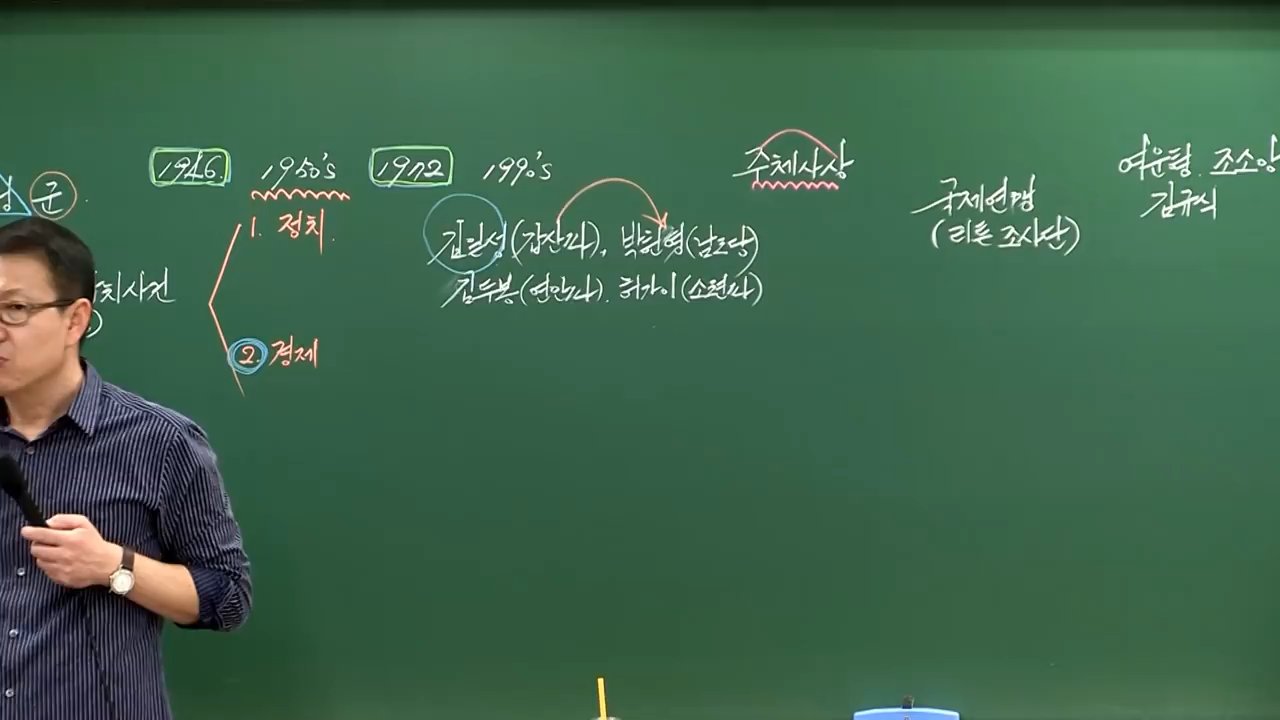 1946. 1950's 1972 1990's
주체사상
여운형. 조소앙
김규식
국제연맹
(리튼 조사단)
군.
1. 정치.
김일성(갑산파), 박헌영(남로당)
김두봉(연안파). 허가이(소련파)
치사건
2. 경제